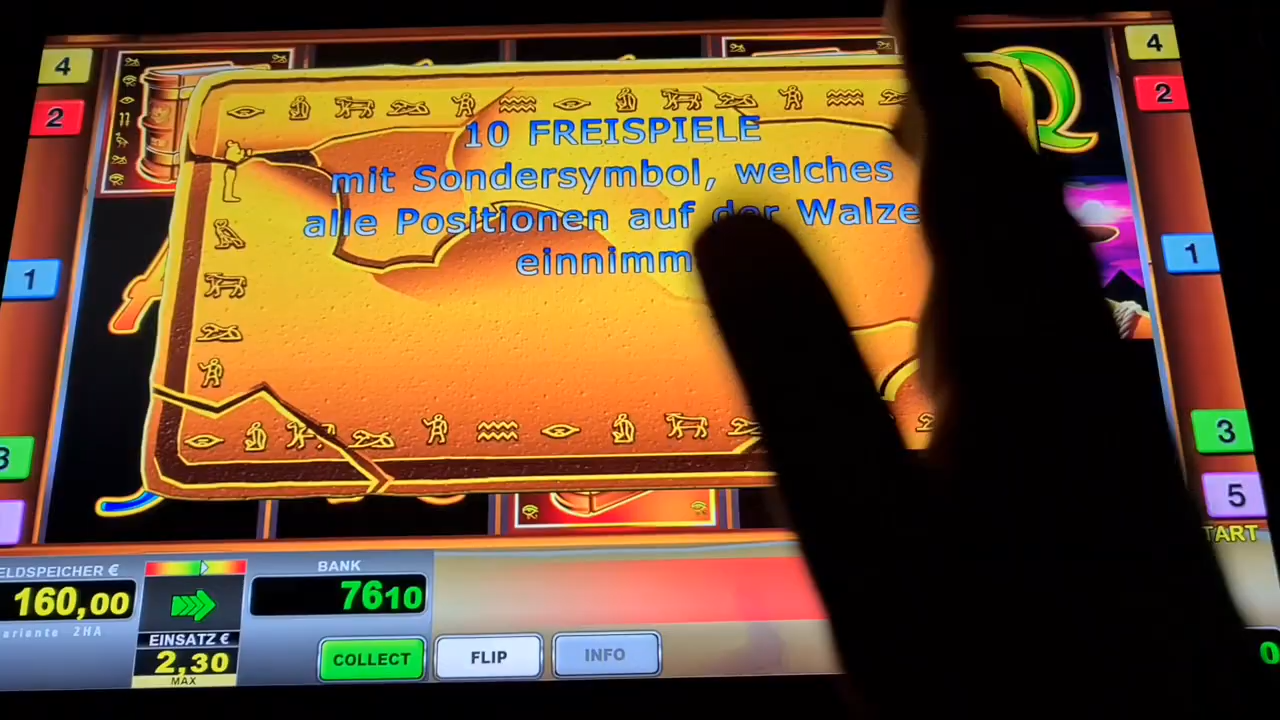 4
2
1
3
4
2
1
3
5
10 FREISPIELE
mit Sondersymbol, welches
alle Positionen auf der Walze
einnimm
Q
TART
ELDSPEICHER €
160,00
ariante 2HA
EINSATZ €
2,30
MAX
BANK
7610
COLLECT
FLIP
INFO
0